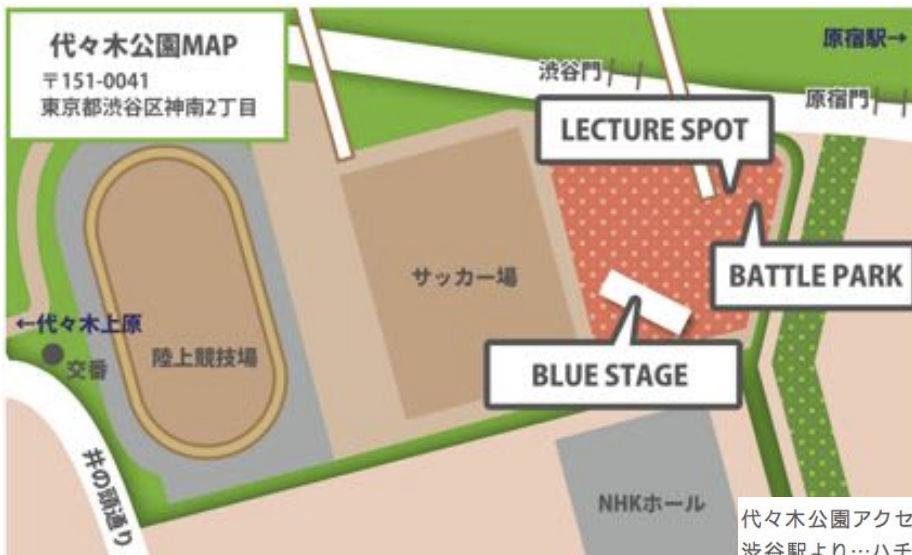 代々木公園MAP
〒151-0041
東京都渋谷区神南2丁目
原宿駅→
渋谷門
原宿門
LECTURE SPOT
BATTLE PARK
サッカー場
BLUE STAGE
←代々木上原
交番
陸上競技場
井の頭通り
NHKホール
代々木公園アクセ
渋谷駅より…ハチ